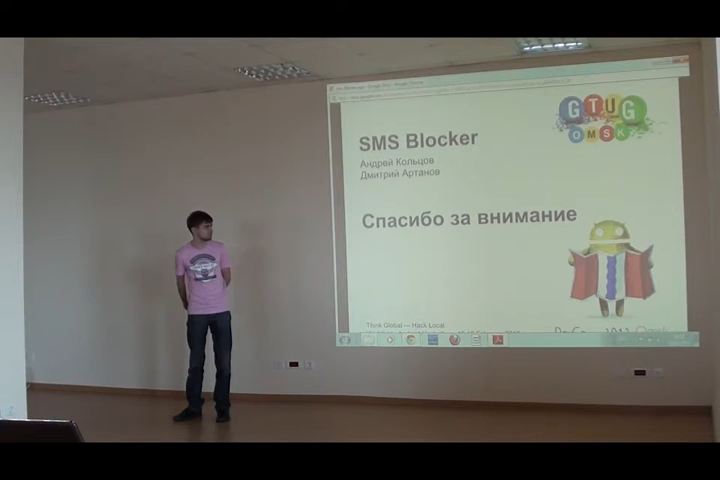 GTUG
OMSK
SMS Blocker
Андрей Кольцов
Дмитрий Артанов
Спасибо за внимание
Think Global — Hack Local